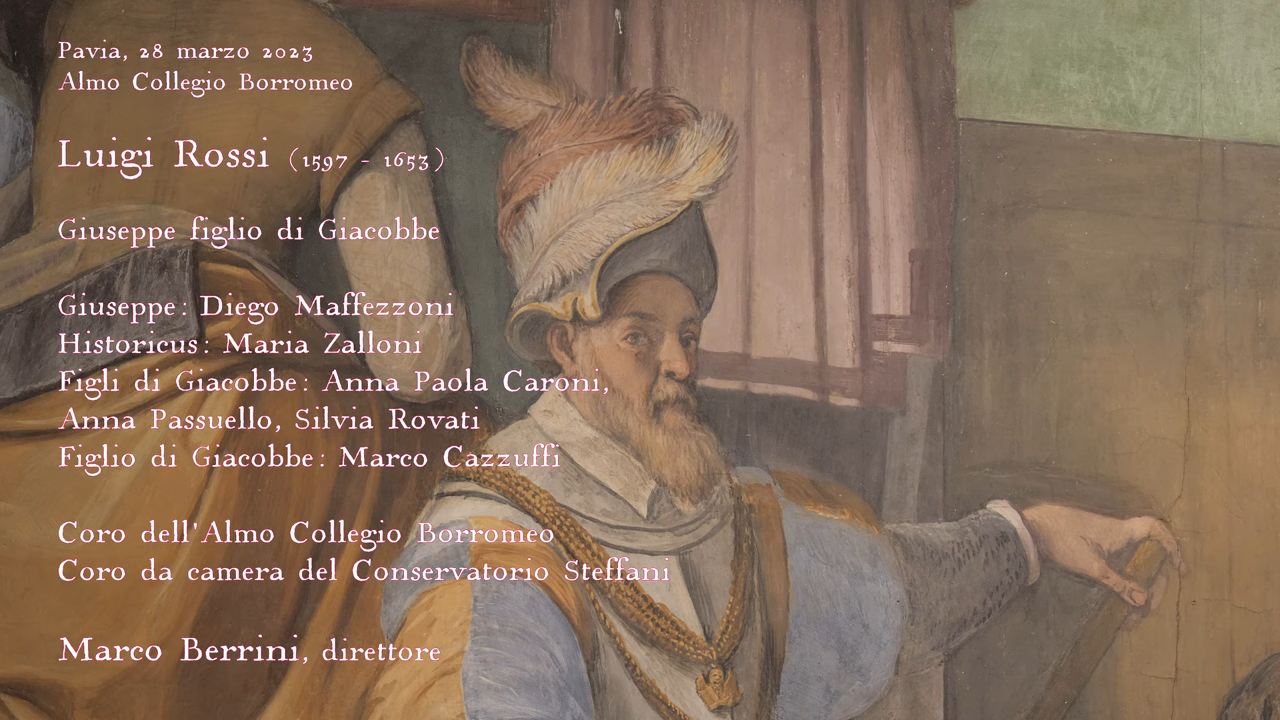 Pavia, 28 marzo 2023
Almo Collegio Borromeo
Luigi Rossi (1597 - 1653)
Giuseppe figlio di Giacobbe
Giuseppe: Diego Maffezzoni
Historicus: Maria Zalloni
Figli di Giacobbe: Anna Paola Caroni,
Anna Passuello, Silvia Rovati
Figlio di Giacobbe: Marco Cazzuffi
Coro dell'Almo Collegio Borromeo
Coro da camera del Conservatorio Steffani
Marco Berrini, direttore